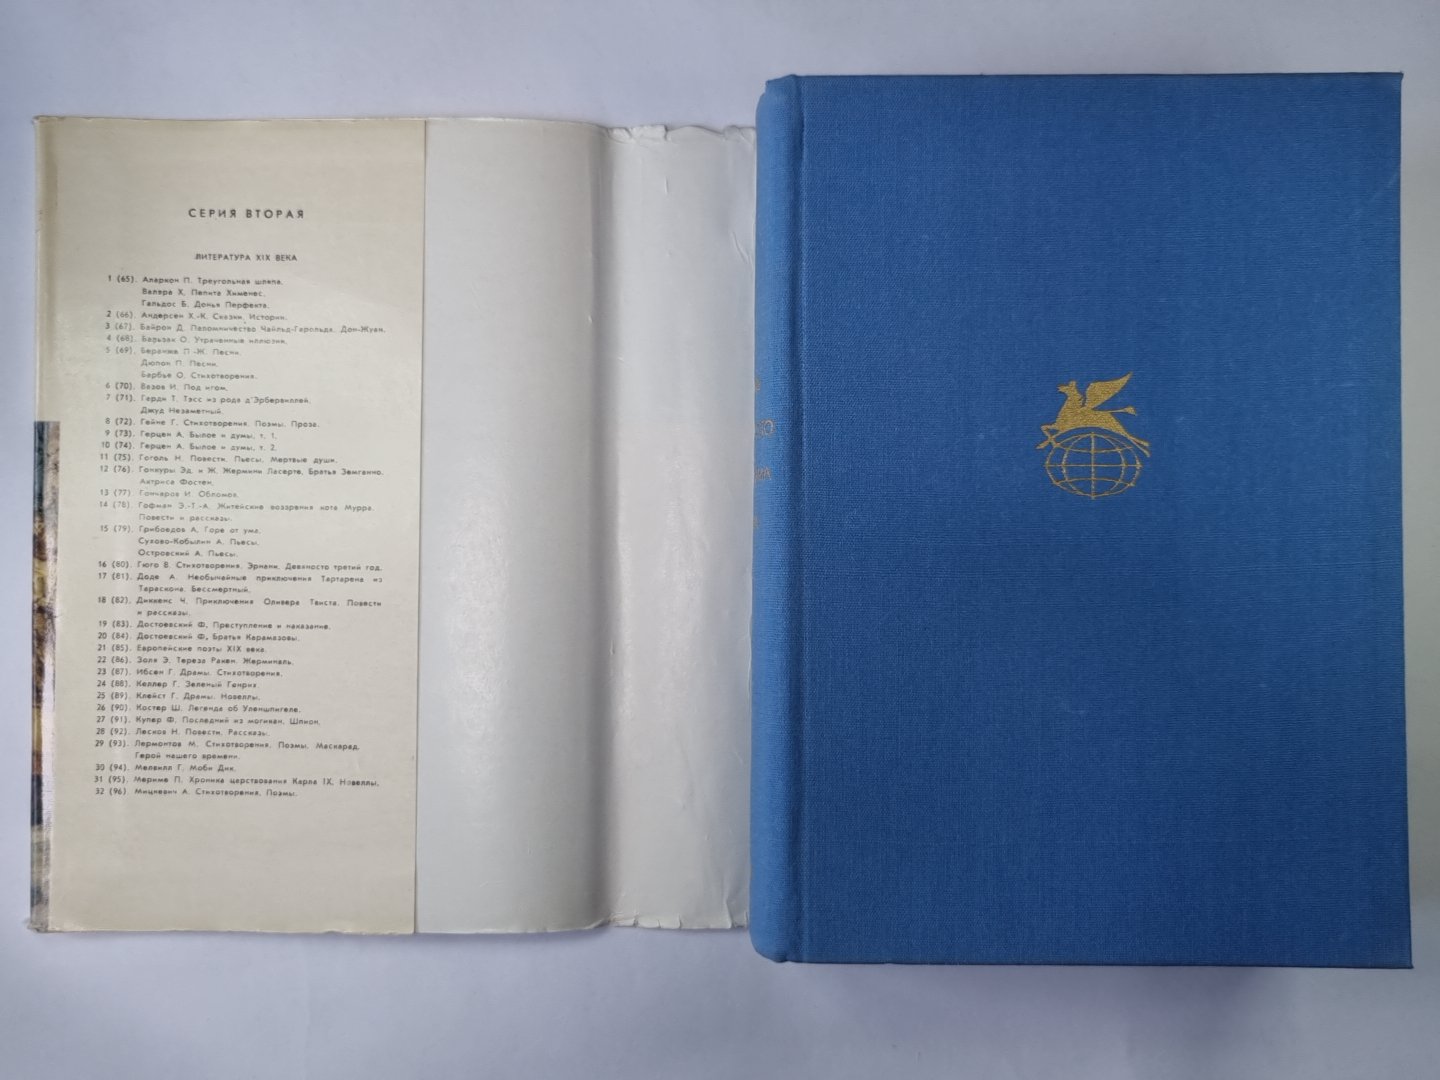 СЕРИЯ ВТОРАЯ
ЛИТЕРАТУРА XIX ВЕКА
1 (65). Аларкон П. Треугольная шляпа.
Валера Х. Пепита Хименес.
Гальдос Б. Донья Перфекта.
2 (66). Андерсен Х.-К. Сказки. Истории.
3 (67). Байрон Д. Паломничество Чайльд-Гарольда. Дон-Жуан.
4 (68). Бальзак О. Утраченные иллюзии.
5 (69). Беранже П.-Ж. Песни.
Дюпон П. Песни.
Барбье О. Стихотворения.
6 (70). Вазов И. Под игом.
7 (71). Гарди Т. Тэсс из рода д'Эрбервиллей.
Джуд Незаметный.
8 (72). Гейне Г. Стихотворения. Поэмы. Проза.
9 (73). Герцен А. Былое и думы, т. 1.
10 (74). Герцен А. Былое и думы, т. 2.
11 (75). Гоголь Н. Повести. Пьесы. Мертвые души.
12 (76). Гонкуры Эд. и Ж. Жермини Ласерте. Братья Земганно.
Актриса Фостен.
13 (77). Гончаров И. Обломов.
14 (78). Гофман Э.-Т.-А. Житейские воззрения кота Мурра.
Повести и рассказы.
15 (79). Грибоедов А. Горе от ума.
Сухово-Кобылин А. Пьесы.
Островский А. Пьесы.
16 (80). Гюго В. Стихотворения. Эрнани. Девяносто третий год.
17 (81). Доде А. Необычайные приключения Тартарена из
Тараскона. Бессмертный.
18 (82). Диккенс Ч. Приключения Оливера Твиста. Повести
и рассказы.
19 (83). Достоевский Ф. Преступление и наказание.
20 (84). Достоевский Ф. Братья Карамазовы.
21 (85). Европейские поэты XIX века.
22 (86). Золя Э. Тереза Ракен. Жерминаль.
23 (87). Ибсен Г. Драмы. Стихотворения.
24 (88). Келлер Г. Зеленый Генрих.
25 (89). Клейст Г. Драмы. Новеллы.
26 (90). Костер Ш. Легенда об Уленшпигеле.
27 (91). Купер Ф. Последний из могикан. Шпион.
28 (92). Лесков Н. Повести. Рассказы.
29 (93). Лермонтов М. Стихотворения. Поэмы. Маскарад.
Герой нашего времени.
30 (94). Мелвилл Г. Моби Дик.
31 (95). Мериме П. Хроника царствования Карла IX. Новеллы.
32 (96). Мицкевич А. Стихотворения. Поэмы.